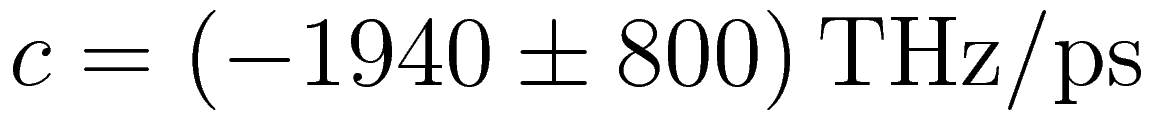 c = (−1940 ± 800) THz/ps